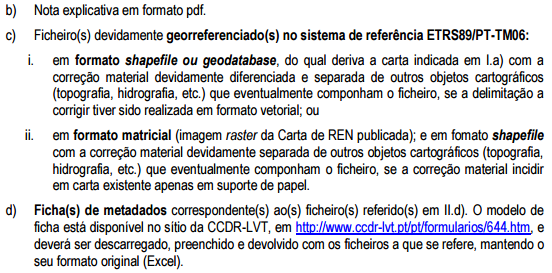 b) Nota explicativa em formato pdf.
c) Ficheiro(s) devidamente georreferenciado(s) no sistema de referência ETRS89/PT-TM06:
i. em formato shapefile ou geodatabase, do qual deriva a carta indicada em I.a) com a
correção material devidamente diferenciada e separada de outros objetos cartográficos
(topografia, hidrografia, etc.) que eventualmente componham o ficheiro, se a delimitação a
corrigir tiver sido realizada em formato vetorial; ou
ii. em formato matricial (imagem raster da Carta de REN publicada); e em fomato shapefile
com a correção material devidamente separada de outros objetos cartográficos (topografia,
hidrografia, etc.) que eventualmente componham o ficheiro, se a correção material incidir
em carta existente apenas em suporte de papel.
d) Ficha(s) de metadados correspondente(s) ao(s) ficheiro(s) referido(s) em II.d). O modelo de
ficha está disponível no sítio da CCDR-LVT, em http://www.ccdr-lvt.pt/pt/formularios/644.htm, e
deverá ser descarregado, preenchido e devolvido com os ficheiros a que se refere, mantendo o
seu formato original (Excel).